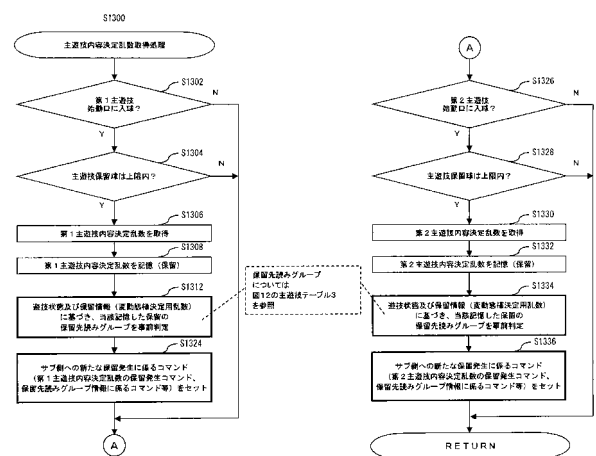 S1300
主遊技内容決定乱数取得処理
S1302
第1主遊技
始動口に入球?
N
Y
S1304
主遊技保留球は上限内?
N
Y
S1306
第1主遊技内容決定乱数を取得
S1308
第1主遊技内容決定乱数を記憶(保留)
S1312
遊技状態及び保留情報(変動態様決定用乱数)
に基づき、当該記憶した保留の
保留先読みグループを事前判定
S1324
サブ側への新たな保留発生に係るコマンド
(第1主遊技内容決定乱数の保留発生コマンド、
保留先読みグループ情報に係るコマンド等)をセット
A
保留先読みグループ
については
図12の主遊技テーブル3
を参照
A
S1326
第2主遊技
始動口に入球?
N
Y
S1328
主遊技保留球は上限内?
N
Y
S1330
第2主遊技内容決定乱数を取得
S1332
第2主遊技内容決定乱数を記憶(保留)
S1334
遊技状態及び保留情報(変動態様決定用乱数)
に基づき、当該記憶した保留の
保留先読みグループを事前判定
S1336
サブ側への新たな保留発生に係るコマンド
(第2主遊技内容決定乱数の保留発生コマンド、
保留先読みグループ情報に係るコマンド等)をセット
RETURN